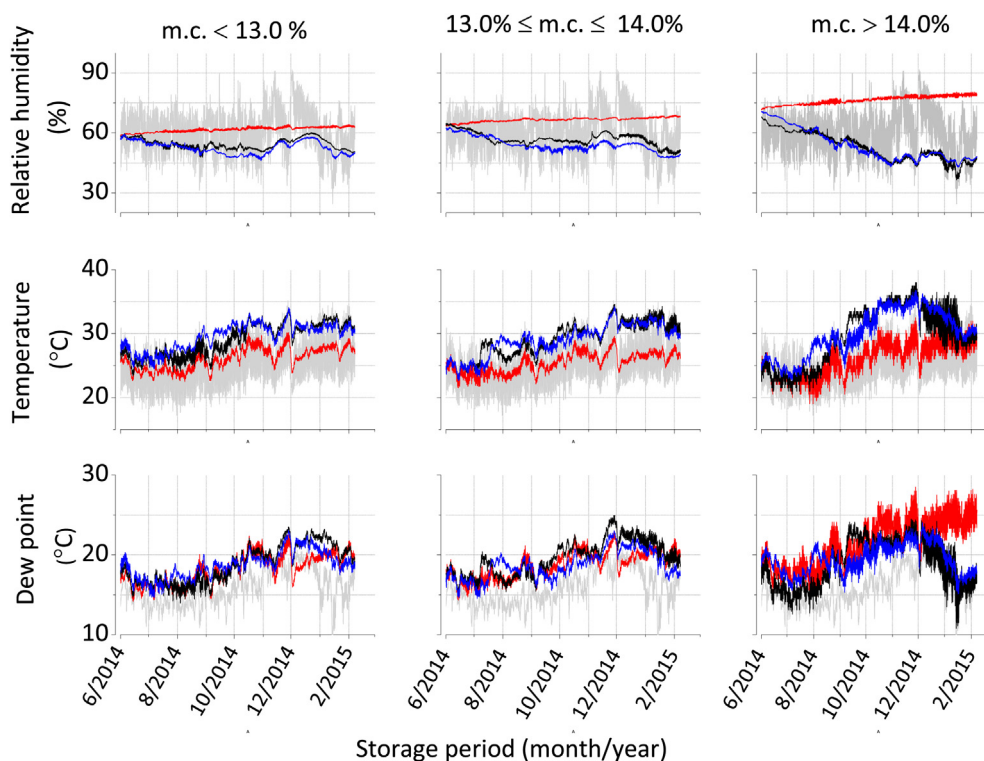 m.c. < 13.0 %
13.0% ≤ m.c. ≤ 14.0%
m.c. > 14.0%
Relative humidity
(%)
90
60
30
Temperature
(°C)
40
30
20
Dew point
(°C)
30
20
10
6/2014 8/2014 10/2014 12/2014 2/2015
6/2014 8/2014 10/2014 12/2014 2/2015
6/2014 8/2014 10/2014 12/2014 2/2015
Storage period (month/year)